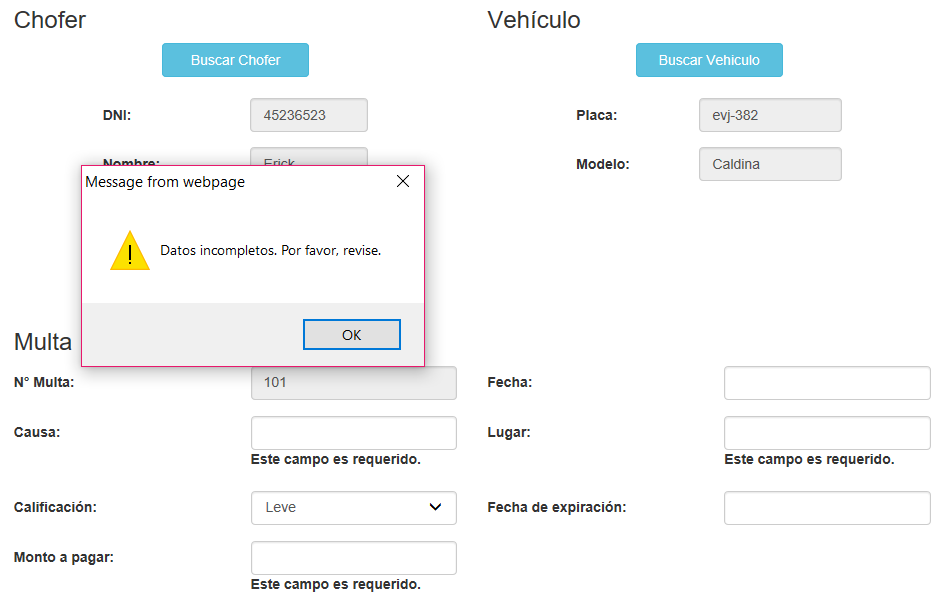 Chofer
Vehículo
Buscar Chofer
Buscar Vehiculo
DNI:
45236523
Placa:
evj-382
Nombre:
Erick
Modelo:
Caldina
Message from webpage
Datos incompletos. Por favor, revise.
OK
Multa
N° Multa:
101
Fecha:
Causa:
Este campo es requerido.
Lugar:
Este campo es requerido.
Calificación:
Leve
Fecha de expiración:
Monto a pagar:
Este campo es requerido.